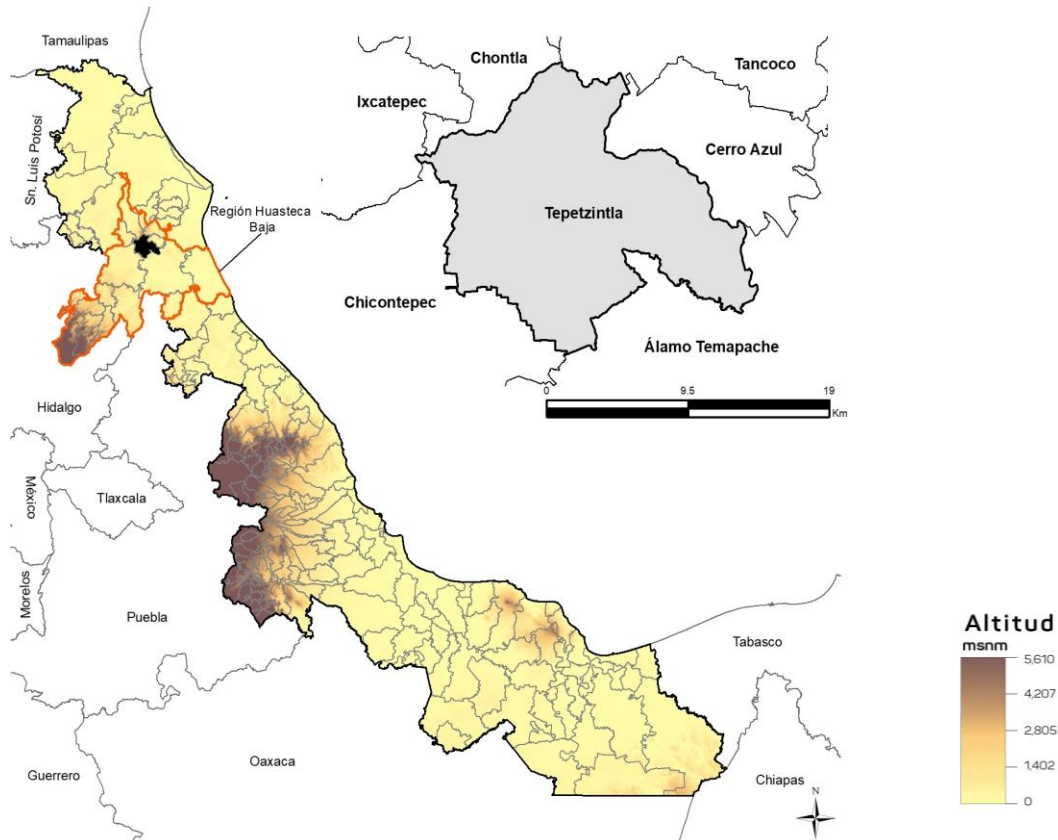 Tamaulipas
Sn. Luis Potosí
Región Huasteca
Baja
Hidalgo
México
Tlaxcala
Morelos
Puebla
Guerrero
Oaxaca
Tabasco
Chiapas
N
Chontla
Tancoco
Ixcatepec
Cerro Azul
Tepetzintla
Chicontepec
Álamo Temapache
0 9.5 19
Km
Altitud
msnm
5,610
4,207
2,805
1,402
0